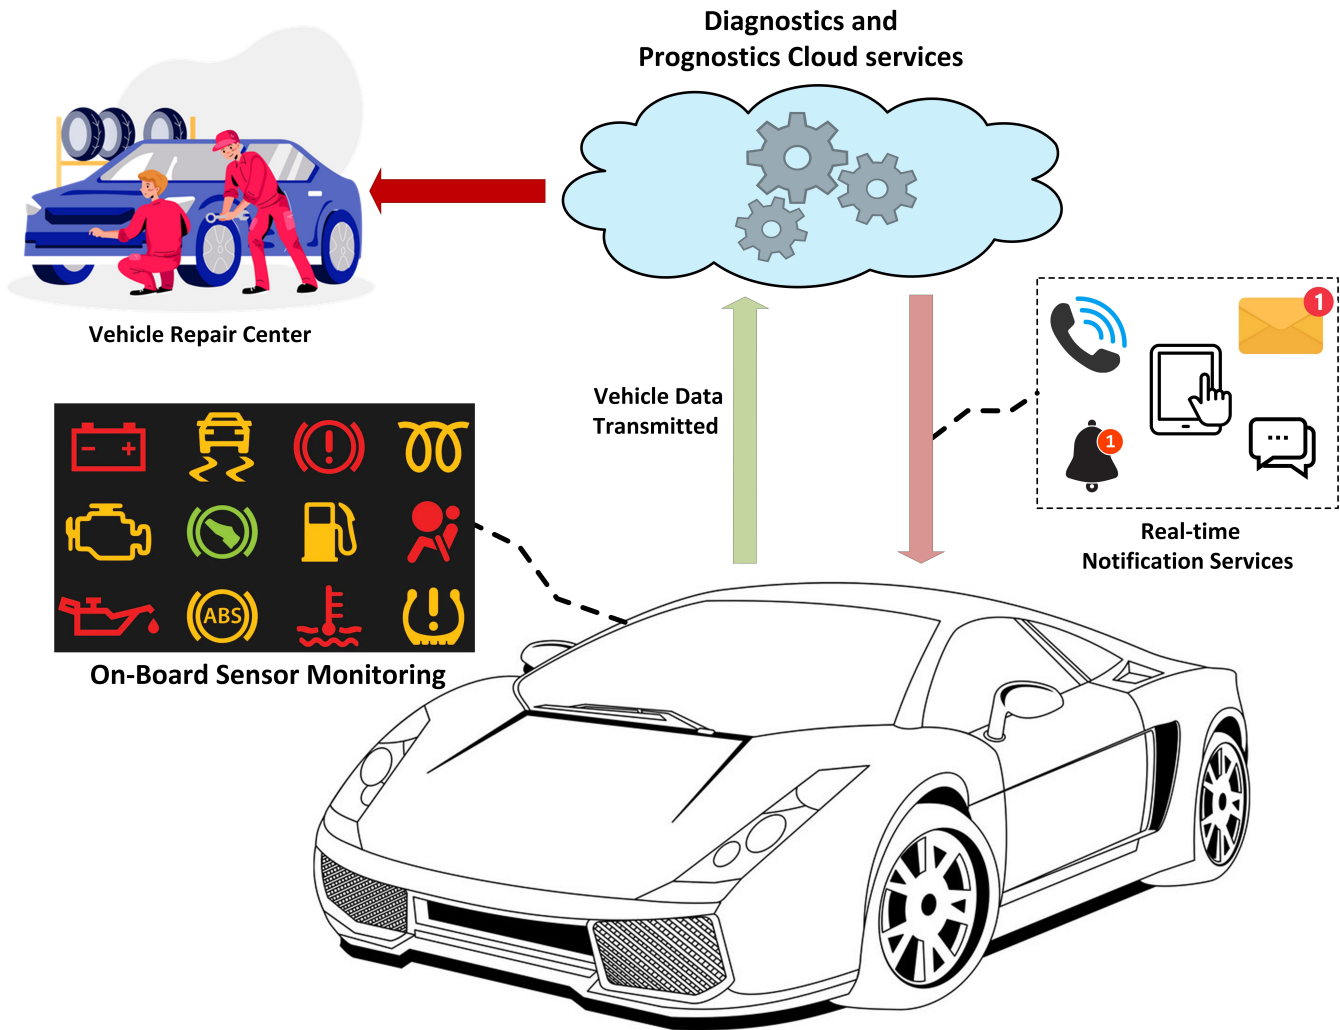 Diagnostics and
Prognostics Cloud services
Vehicle Repair Center
1
1
Vehicle Data
Transmitted
Real-time
Notification Services
ABS
On-Board Sensor Monitoring